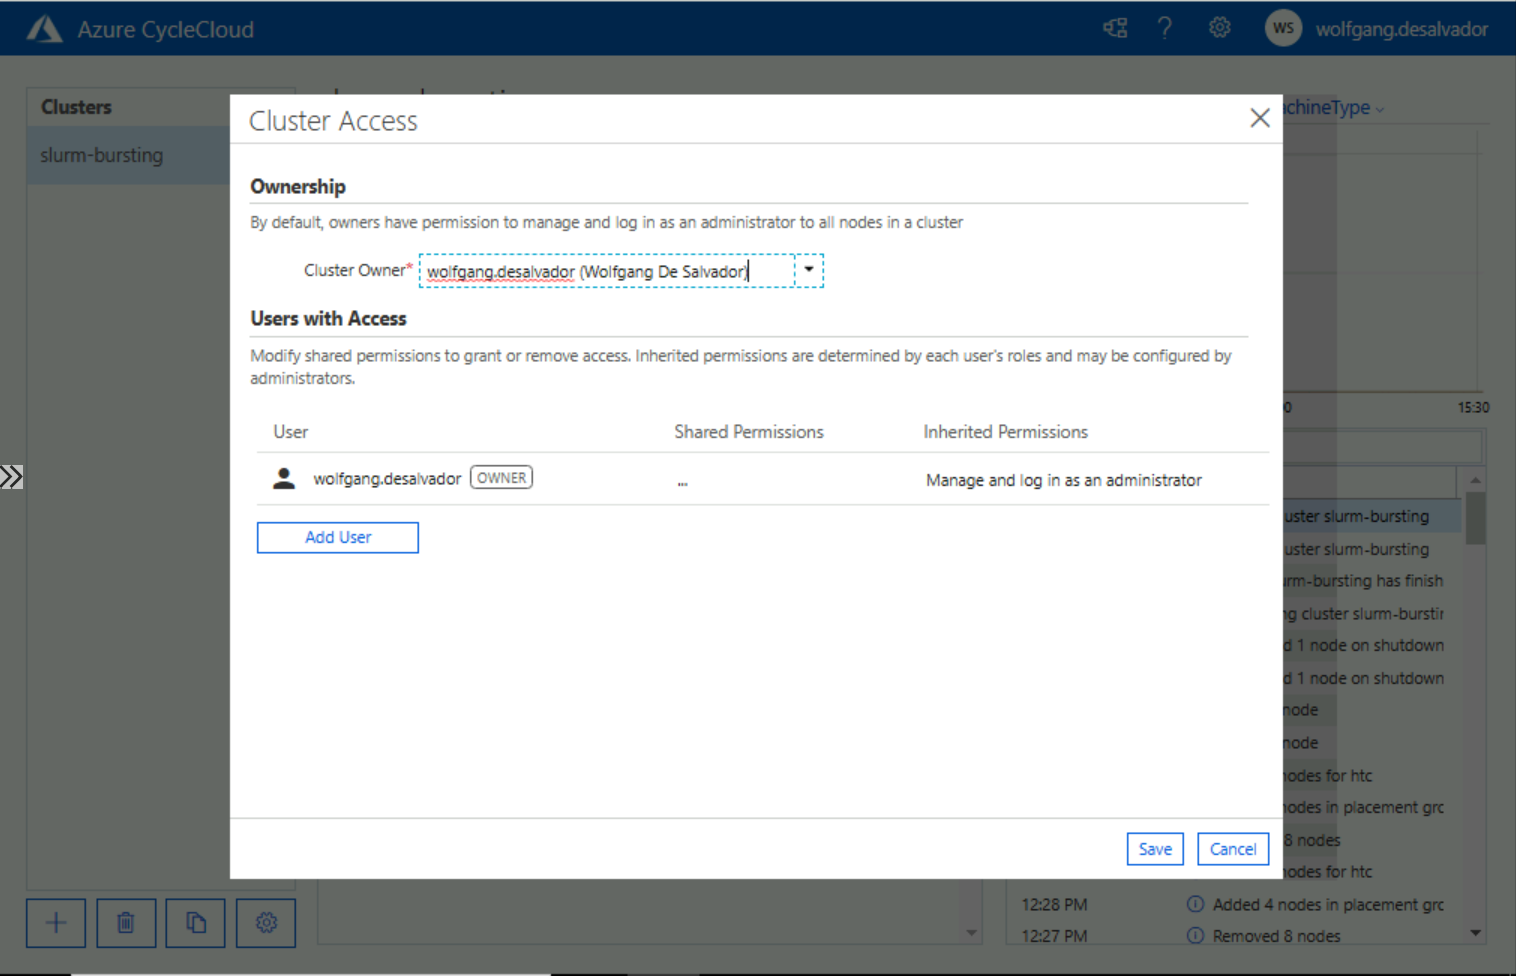 Azure CycleCloud
WS wolfgang.desalvador
Clusters
slurm-bursting
Cluster Access
Ownership
By default, owners have permission to manage and log in as an administrator to all nodes in a cluster
Cluster Owner* wolfgang.desalvador (Wolfgang De Salvador)
Users with Access
Modify shared permissions to grant or remove access. Inherited permissions are determined by each user's roles and may be configured by
administrators.
User Shared Permissions Inherited Permissions
wolfgang.desalvador OWNER ... Manage and log in as an administrator
Add User
Save Cancel
achineType
15:30
uster slurm-bursting
uster slurm-bursting
urm-bursting has finish
ng cluster slurm-burstir
d 1 node on shutdown
d 1 node on shutdown
node
node
nodes for htc
nodes in placement grc
8 nodes
nodes for htc
12:28 PM Added 4 nodes in placement grc
12:27 PM Removed 8 nodes